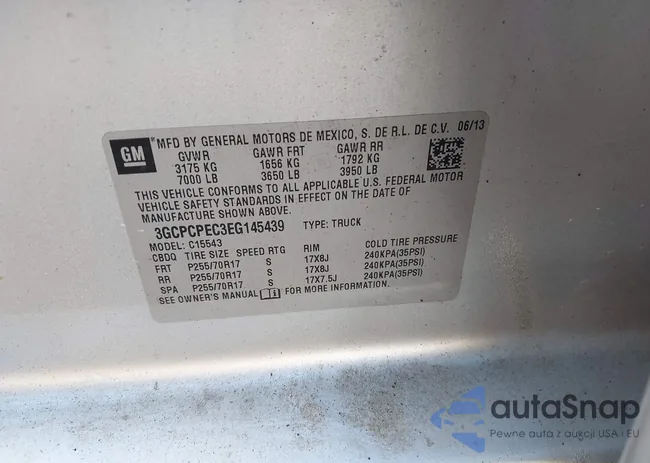 GM
MFD BY GENERAL MOTORS DE MEXICO, S. DE R.L. DE C.V. 06/13
GVWR GAWR FRT GAWR RR
3175 KG 1656 KG 1792 KG
7000 LB 3650 LB 3950 LB
THIS VEHICLE CONFORMS TO ALL APPLICABLE U.S. FEDERAL MOTOR
VEHICLE SAFETY STANDARDS IN EFFECT ON THE DATE OF
MANUFACTURE SHOWN ABOVE.
3GCPCPEC3EG145439 TYPE: TRUCK
MODEL: C15543
CBDQ TIRE SIZE SPEED RTG RIM COLD TIRE PRESSURE
FRT P255/70R17 S 17X8J 240KPA(35PSI)
RR P255/70R17 S 17X8J 240KPA(35PSI)
SPA P255/70R17 S 17X7.5J 240KPA(35PSI)
SEE OWNER'S MANUAL FOR MORE INFORMATION.
autaSnap
Pewne auta z aukcji USA i EU